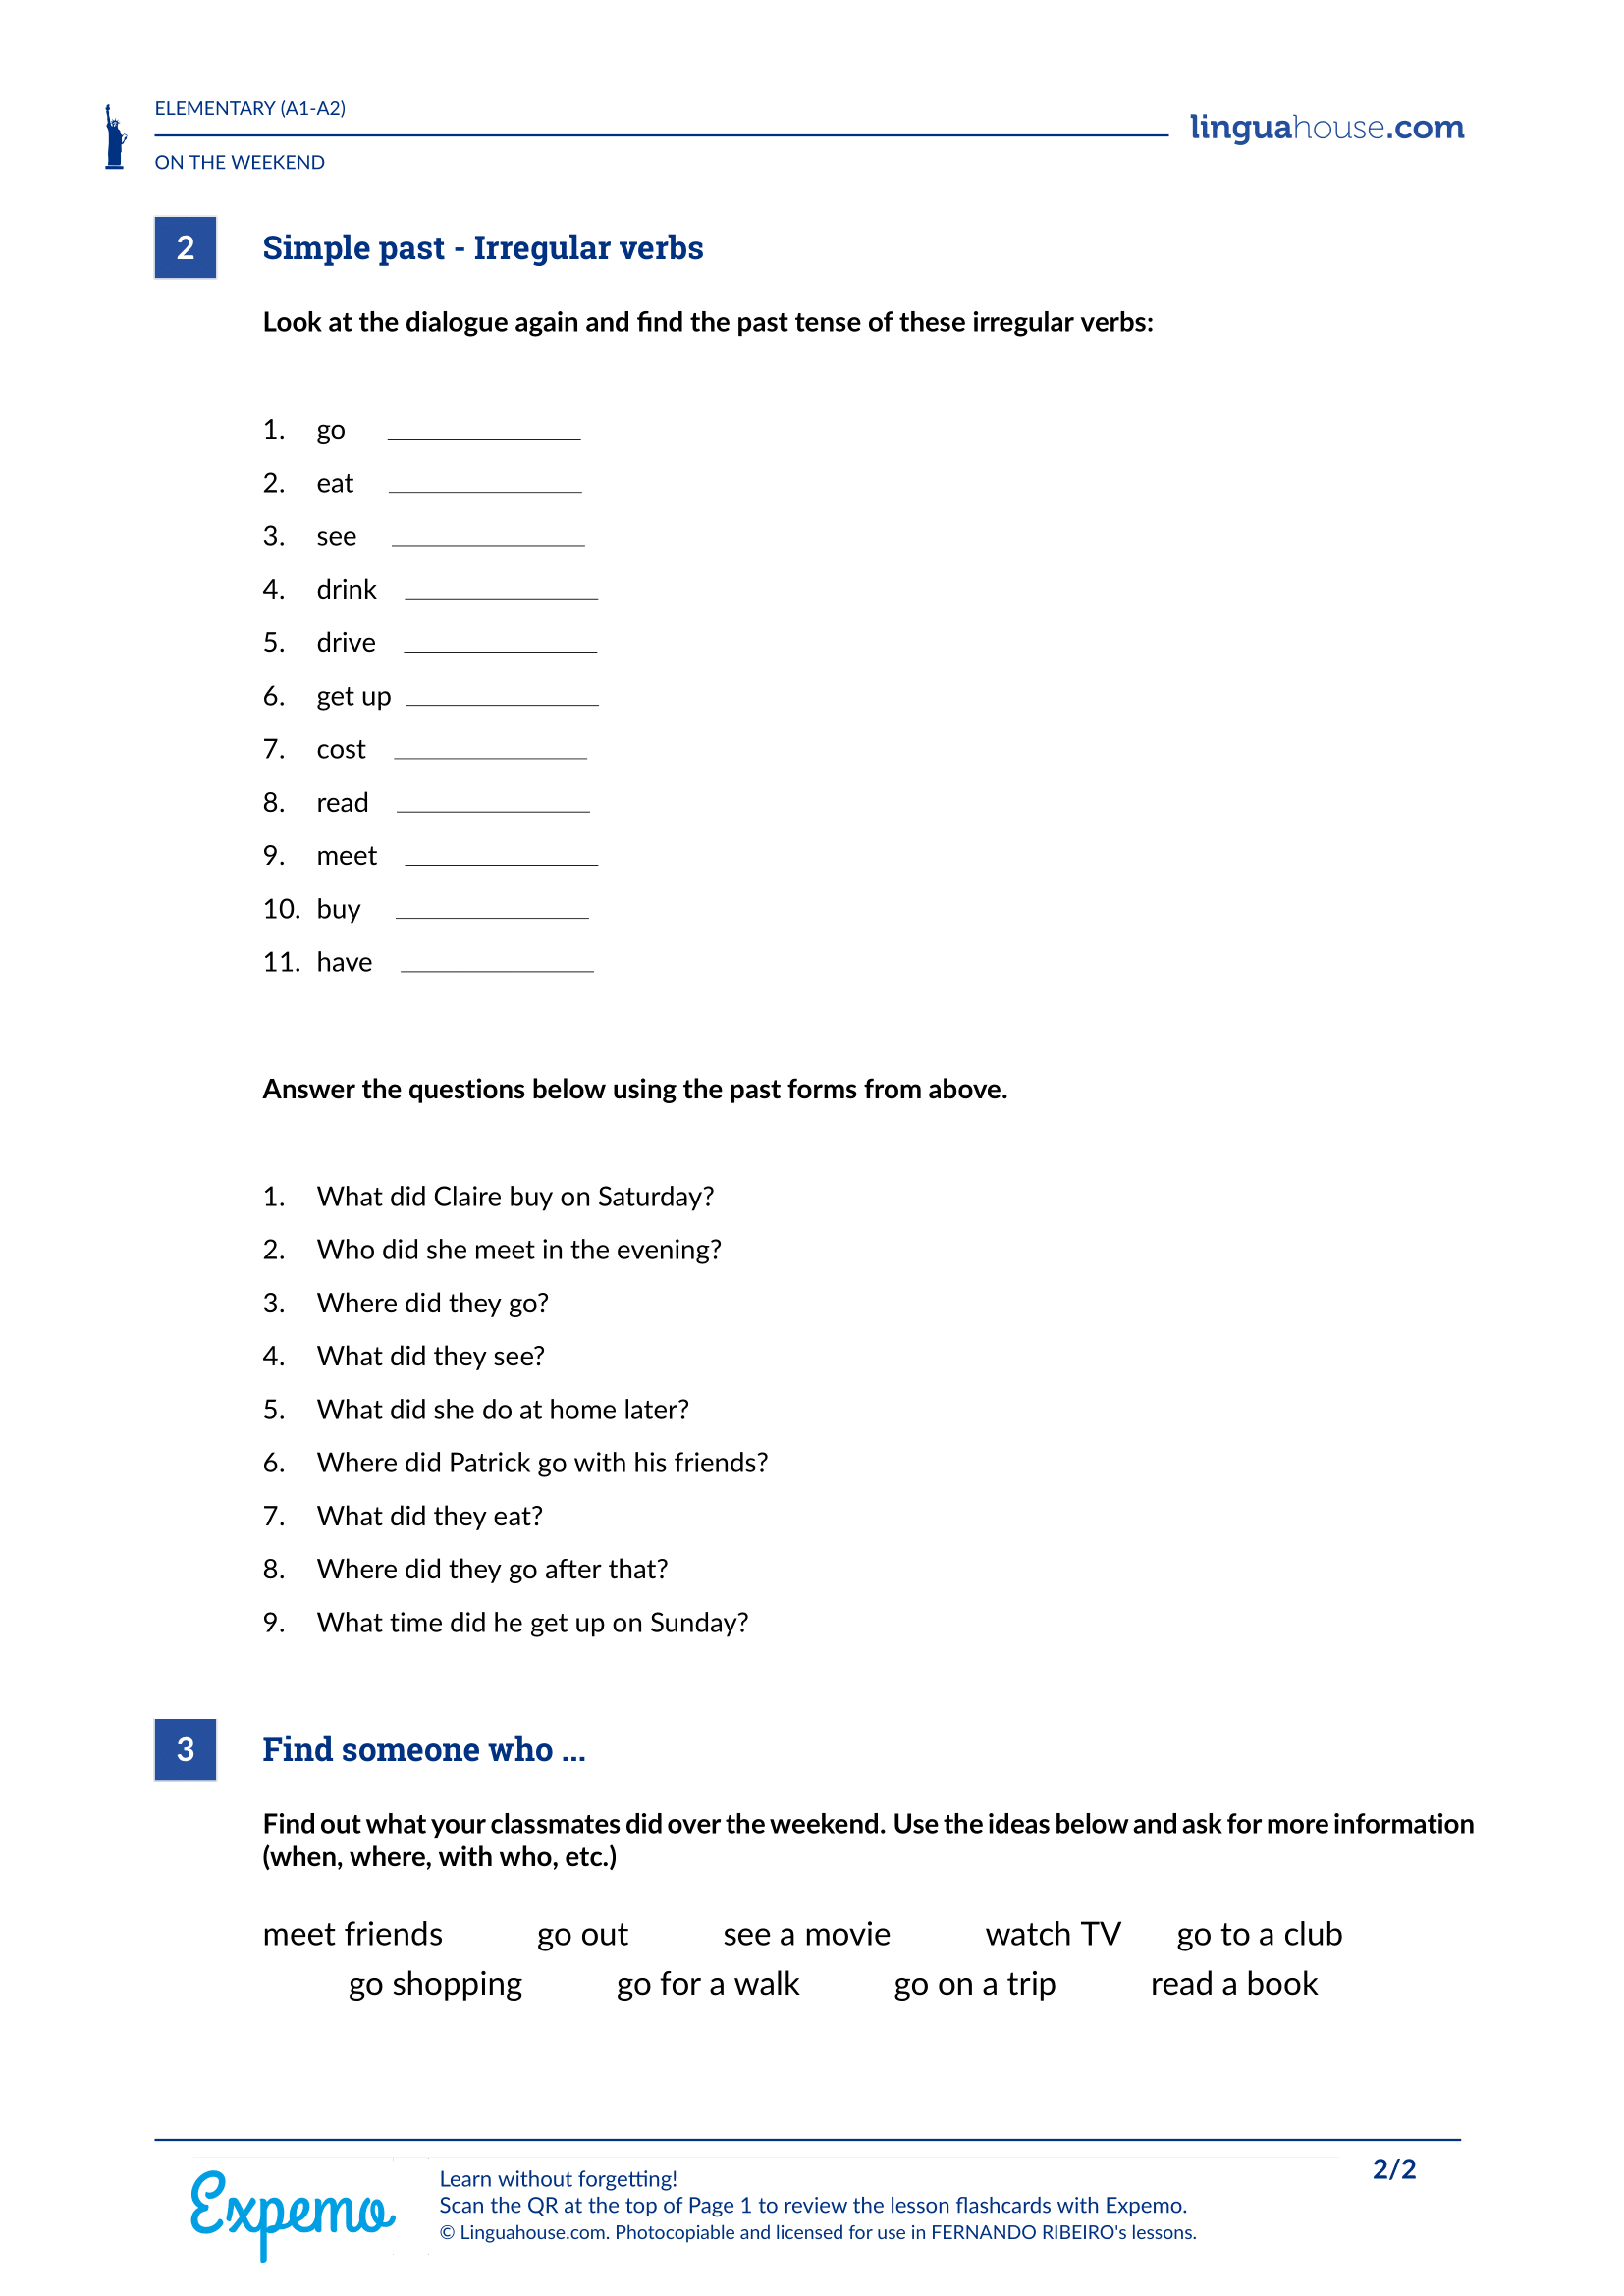 ELEMENTARY (A1-A2)
linguahouse.com
ON THE WEEKEND
2 Simple past - Irregular verbs
Look at the dialogue again and find the past tense of these irregular verbs:
1. go
2. eat
3. see
4. drink
5. drive
6. get up
7. cost
8. read
9. meet
10. buy
11. have
Answer the questions below using the past forms from above.
1. What did Claire buy on Saturday?
2. Who did she meet in the evening?
3. Where did they go?
4. What did they see?
5. What did she do at home later?
6. Where did Patrick go with his friends?
7. What did they eat?
8. Where did they go after that?
9. What time did he get up on Sunday?
3 Find someone who ...
Find out what your classmates did over the weekend. Use the ideas below and ask for more information
(when, where, with who, etc.)
meet friends go out see a movie watch TV go to a club
go shopping go for a walk go on a trip read a book
2/2
Expemo
Learn without forgetting!
Scan the QR at the top of Page 1 to review the lesson flashcards with Expemo.
© Linguahouse.com. Photocopiable and licensed for use in FERNANDO RIBEIRO's lessons.